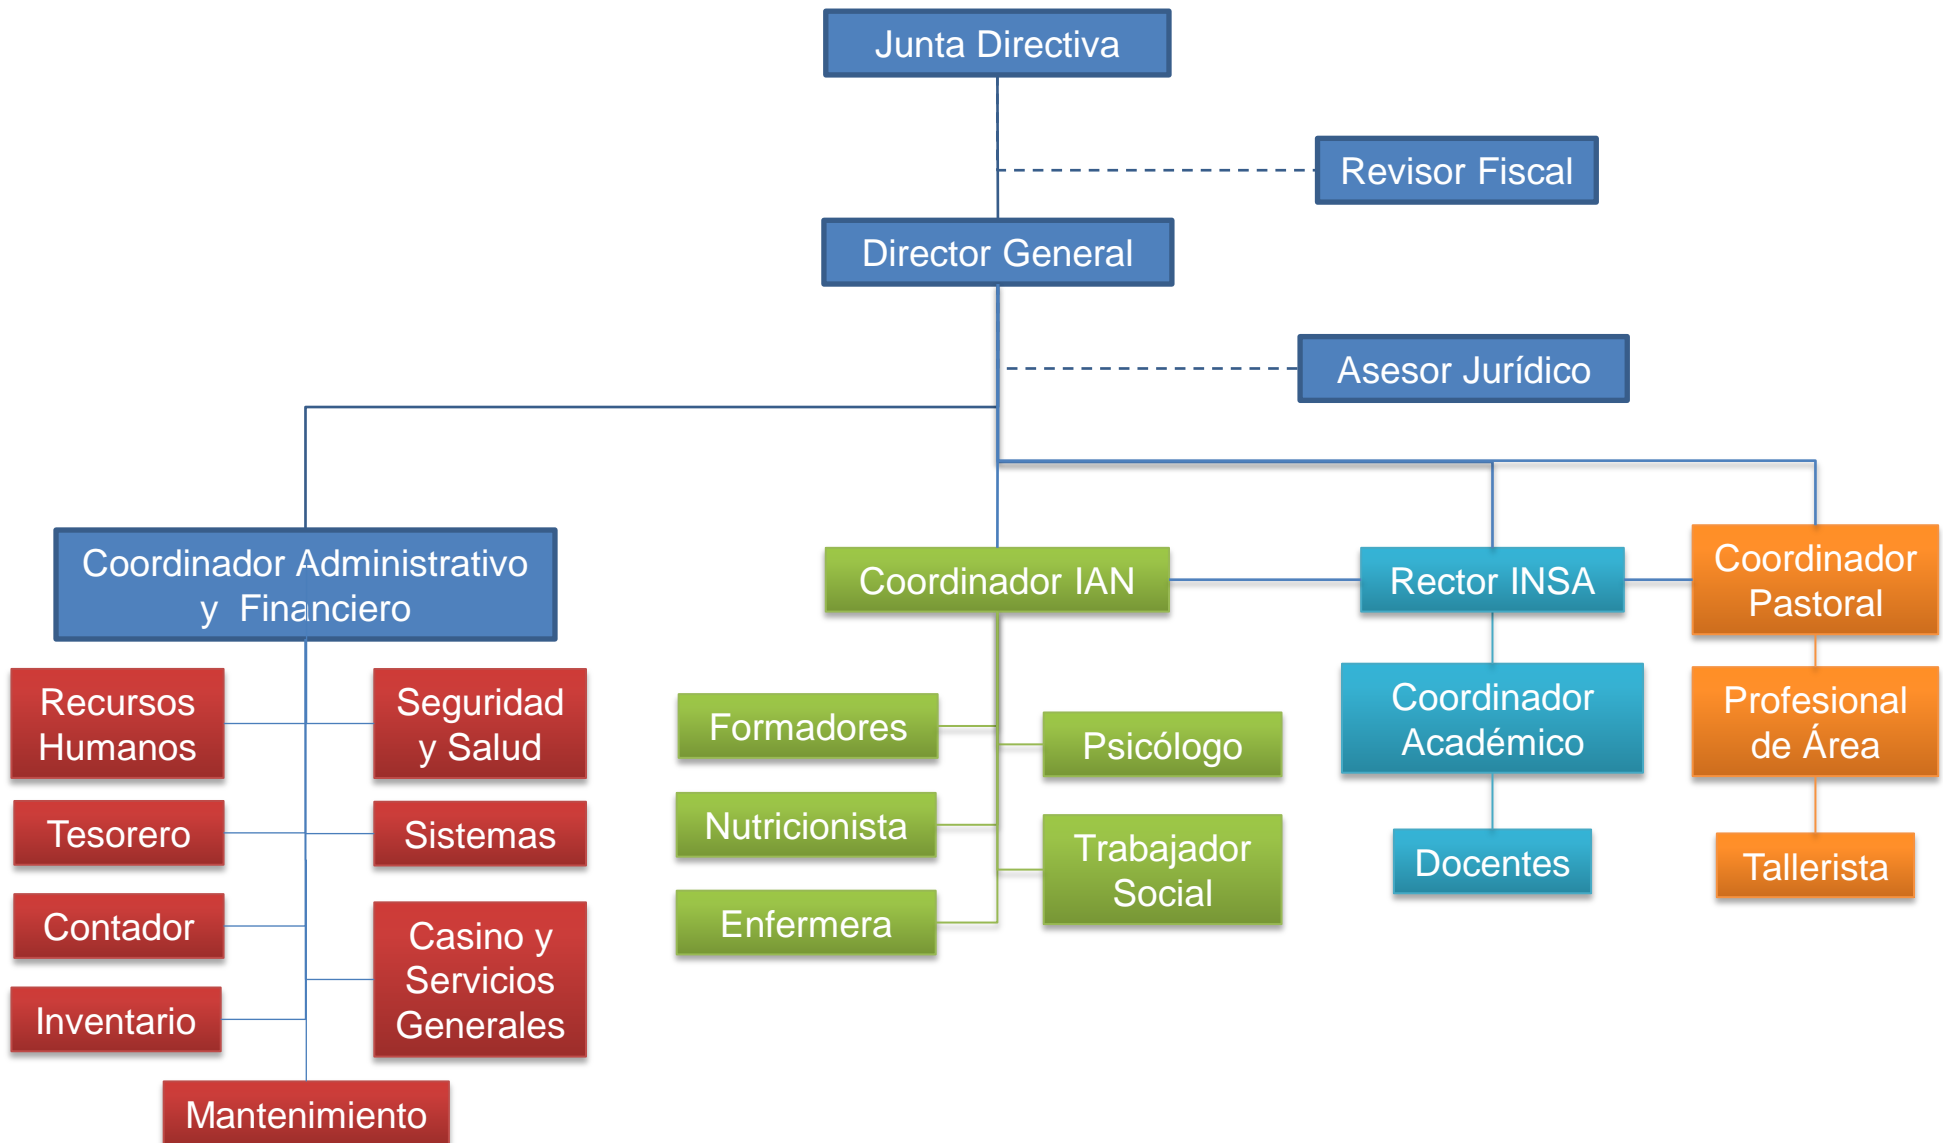 Junta Directiva
Revisor Fiscal
Director General
Asesor Jurídico
Coordinador Administrativo
y Financiero
Coordinador IAN
Rector INSA
Coordinador
Pastoral
Recursos
Humanos
Seguridad
y Salud
Tesorero
Sistemas
Contador
Casino y
Servicios
Generales
Inventario
Mantenimiento
Formadores
Psicólogo
Nutricionista
Trabajador
Social
Enfermera
Coordinador
Académico
Docentes
Profesional
de Área
Tallerista